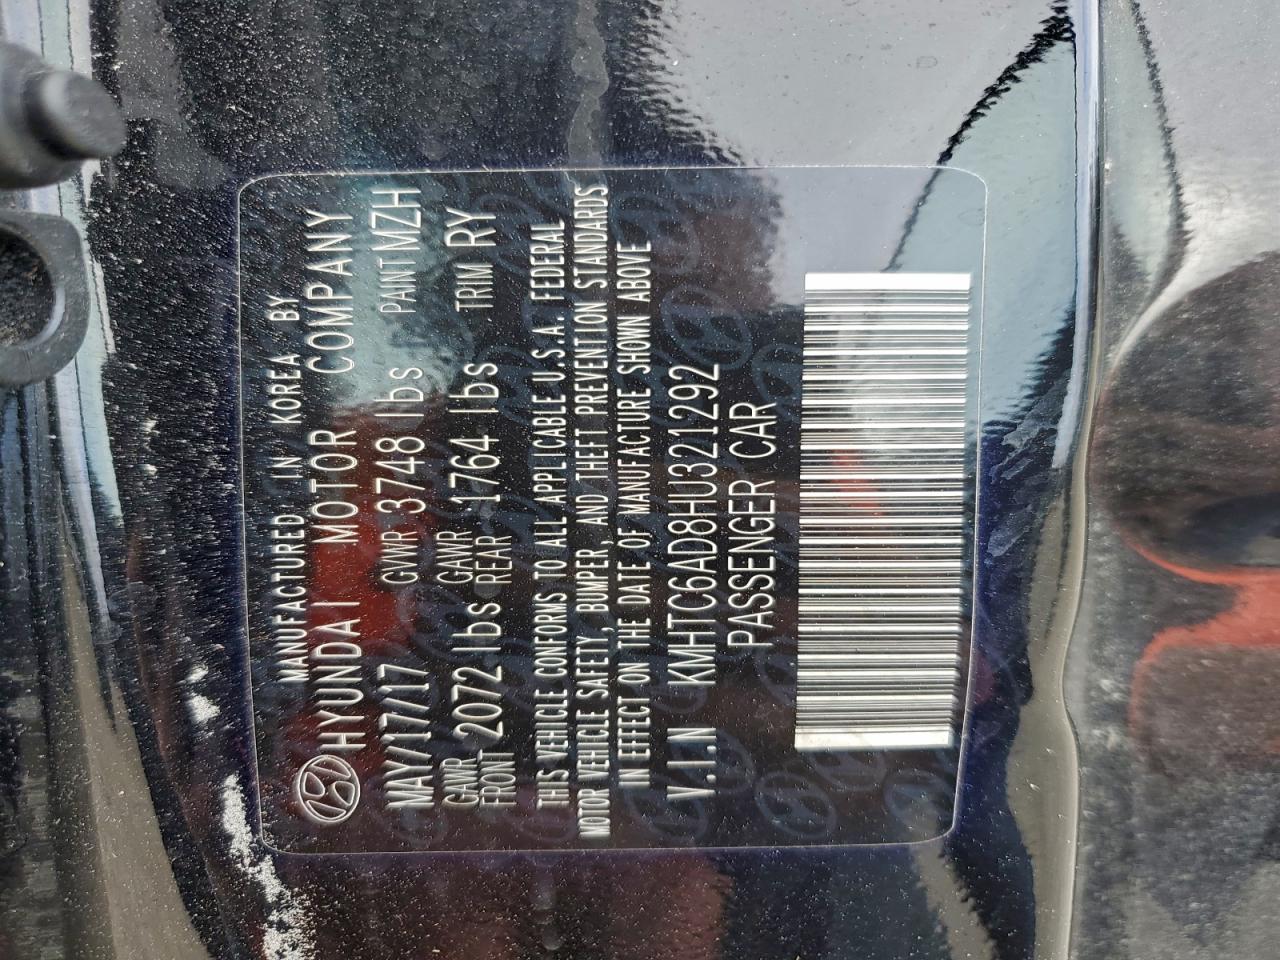 MANUFACTURED IN KOREA BY
HYUNDAI MOTOR COMPANY
MAY/17/17 GVWR 3748 lbs PAINT MZH
GAWR FRONT 2072 lbs GAWR REAR 1764 lbs TRIM RY
THIS VEHICLE CONFORMS TO ALL APPLICABLE U.S.A. FEDERAL
MOTOR VEHICLE SAFETY, BUMPER, AND THEFT PREVENTION STANDARDS
IN EFFECT ON THE DATE OF MANUFACTURE SHOWN ABOVE
V.I.N KMHTC6AD8HU321292
PASSENGER CAR